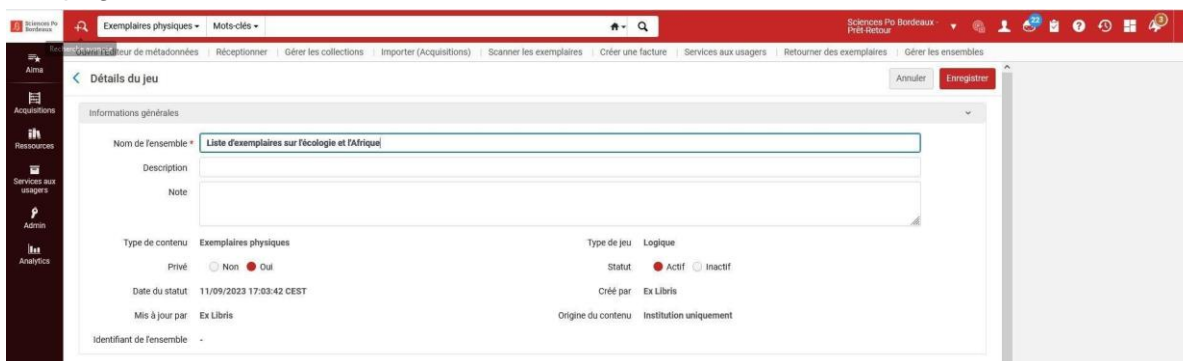 Sciences Po
Bordeaux
Exemplaires physiques
Mots-clés
Sciences Po Bordeaux -
Prêt-Retour
22
Alma
Réceptionner
Gérer les collections
Importer (Acquisitions)
Scanner les exemplaires
Créer une facture
Services aux usagers
Retourner des exemplaires
Gérer les ensembles
Détails du jeu
Annuler
Enregistrer
Acquisitions
Ressources
Services aux
usagers
Admin
Analytics
Informations générales
Nom de l'ensemble * Liste d'exemplaires sur l'écologie et l'Afrique
Description
Note
Type de contenu Exemplaires physiques Type de jeu Logique
Privé Non Oui Statut Actif Inactif
Date du statut 11/09/2023 17:03:42 CEST Créé par Ex Libris
Mis à jour par Ex Libris Origine du contenu Institution uniquement
Identifiant de l'ensemble -